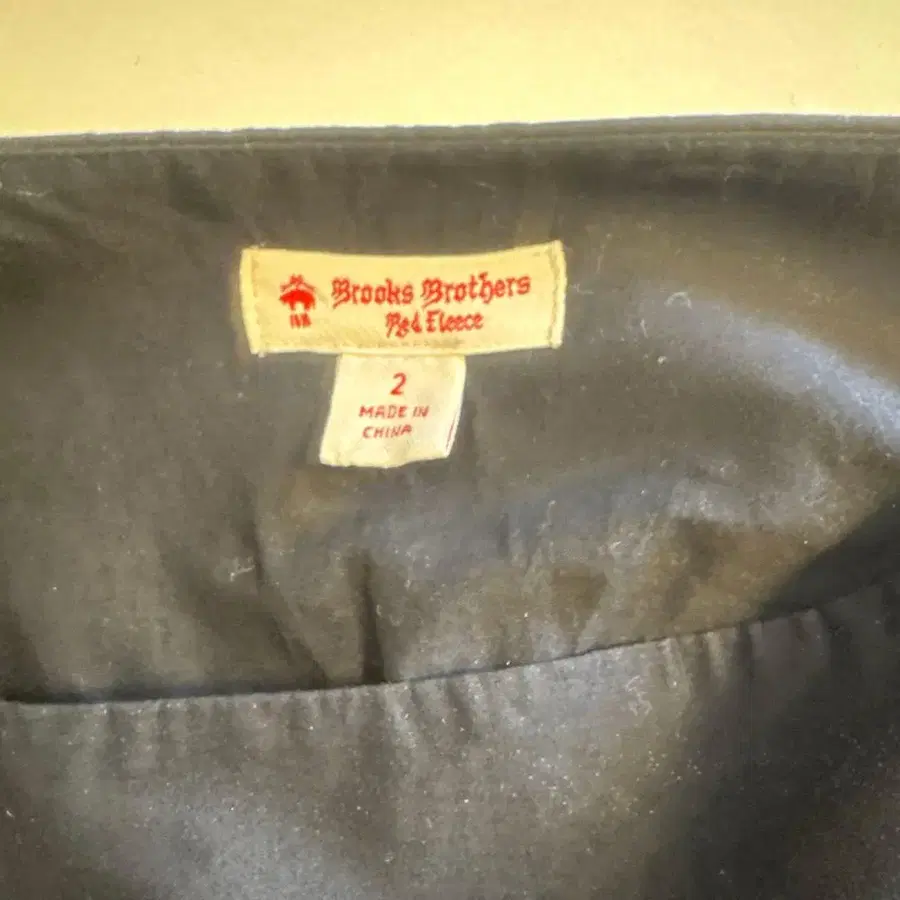 Brooks Brothers
Red Fleece
2
MADE IN
CHINA